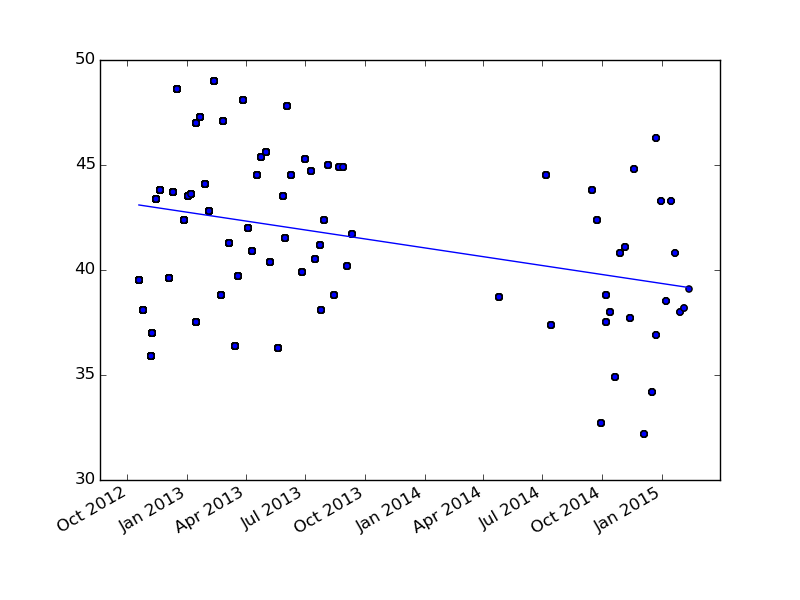 50
45
40
35
30
Oct 2012
Jan 2013
Apr 2013
Jul 2013
Oct 2013
Jan 2014
Apr 2014
Jul 2014
Oct 2014
Jan 2015